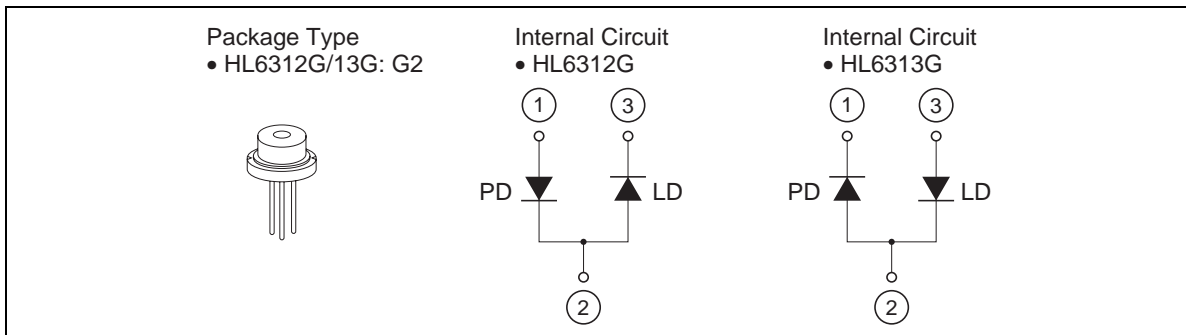 Package Type
• HL6312G/13G: G2
Internal Circuit
• HL6312G
1 3
PD LD
2
Internal Circuit
• HL6313G
1 3
PD LD
2